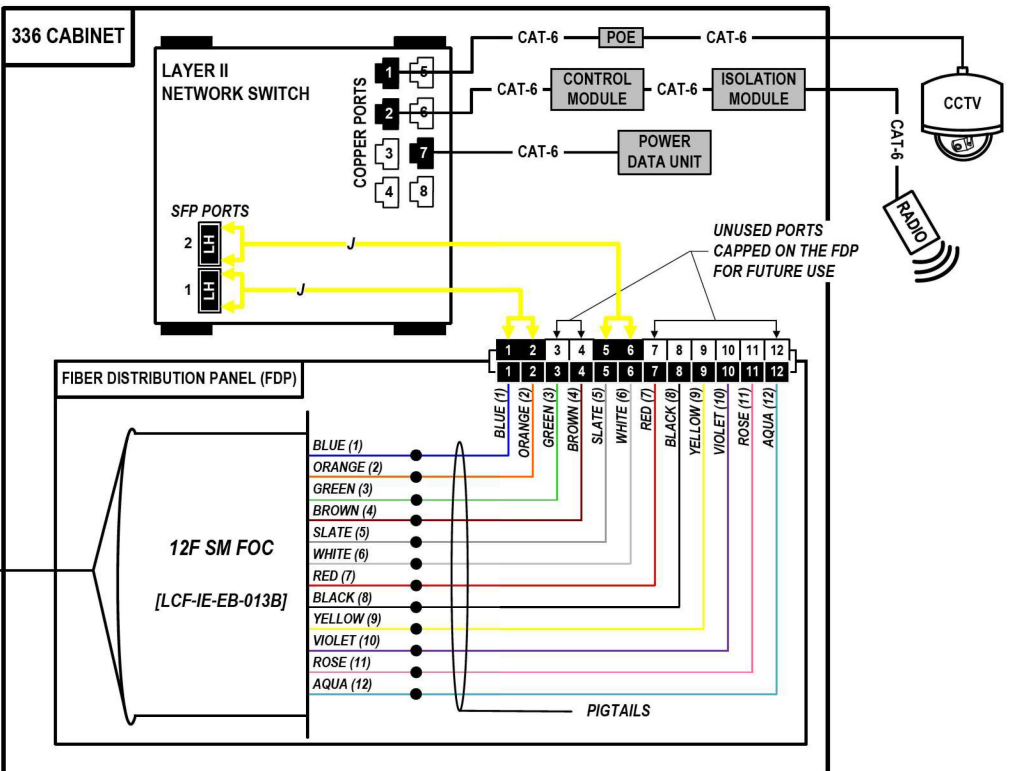 336 CABINET
LAYER II
NETWORK SWITCH
COPPER PORTS
1
5
2
6
3
7
4
8
CAT-6
POE
CAT-6
CAT-6
CONTROL
MODULE
CAT-6
ISOLATION
MODULE
CAT-6
POWER
DATA UNIT
CCTV
CAT-6
RADIO
SFP PORTS
2
LH
J
1
LH
J
UNUSED PORTS
CAPPED ON THE FDP
FOR FUTURE USE
1 2 3 4 5 6 7 8 9 10 11 12
1 2 3 4 5 6 7 8 9 10 11 12
FIBER DISTRIBUTION PANEL (FDP)
BLUE (1)
ORANGE (2)
GREEN (3)
BROWN (4)
SLATE (5)
WHITE (6)
RED (7)
BLACK (8)
YELLOW (9)
VIOLET (10)
ROSE (11)
AQUA (12)
BLUE (1)
ORANGE (2)
GREEN (3)
BROWN (4)
SLATE (5)
WHITE (6)
RED (7)
BLACK (8)
YELLOW (9)
VIOLET (10)
ROSE (11)
AQUA (12)
12F SM FOC
[LCF-IE-EB-013B]
PIGTAILS